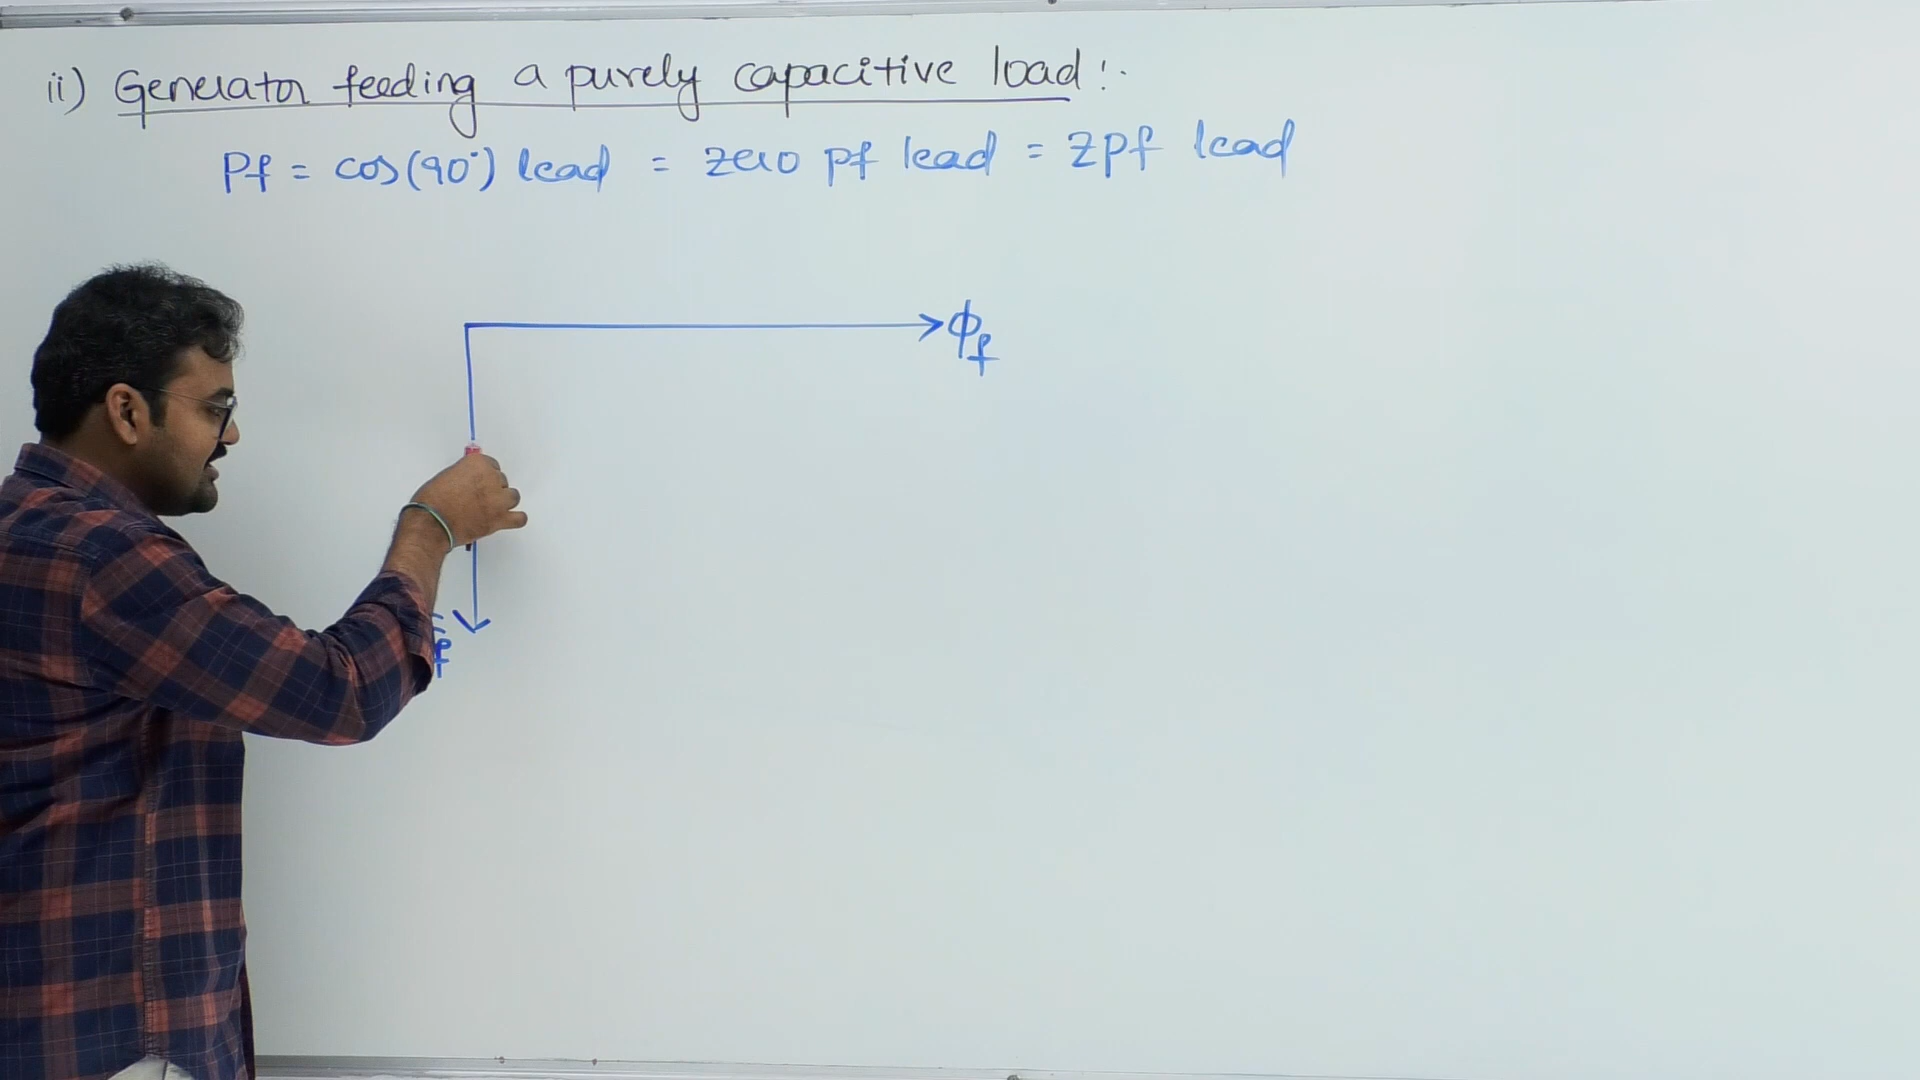 ii) Generator feeding a purely capacitive load :-
Pf = cos(90°) lead = zero pf lead = zpf lead
ϕf